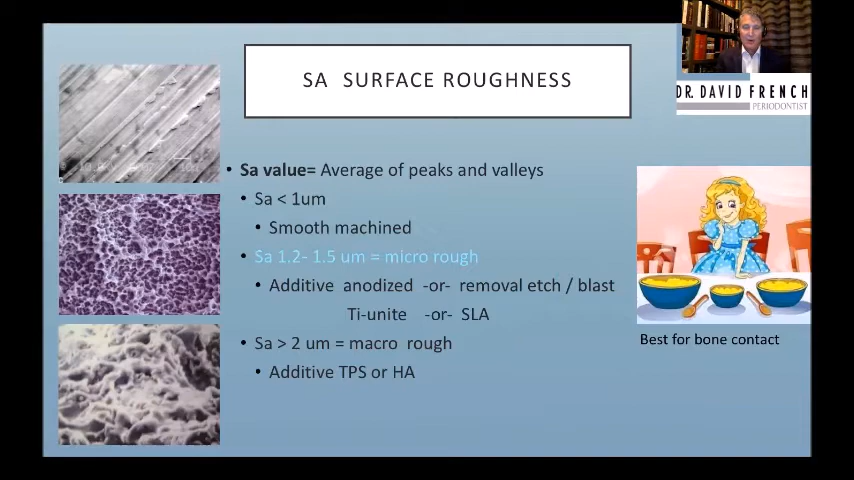 SA SURFACE ROUGHNESS
DR. DAVID FRENCH
PERIODONTIST
• Sa value= Average of peaks and valleys
• Sa < 1um
• Smooth machined
• Sa 1.2- 1.5 um = micro rough
• Additive anodized -or- removal etch / blast
Ti-unite -or- SLA
• Sa > 2 um = macro rough
• Additive TPS or HA
Best for bone contact